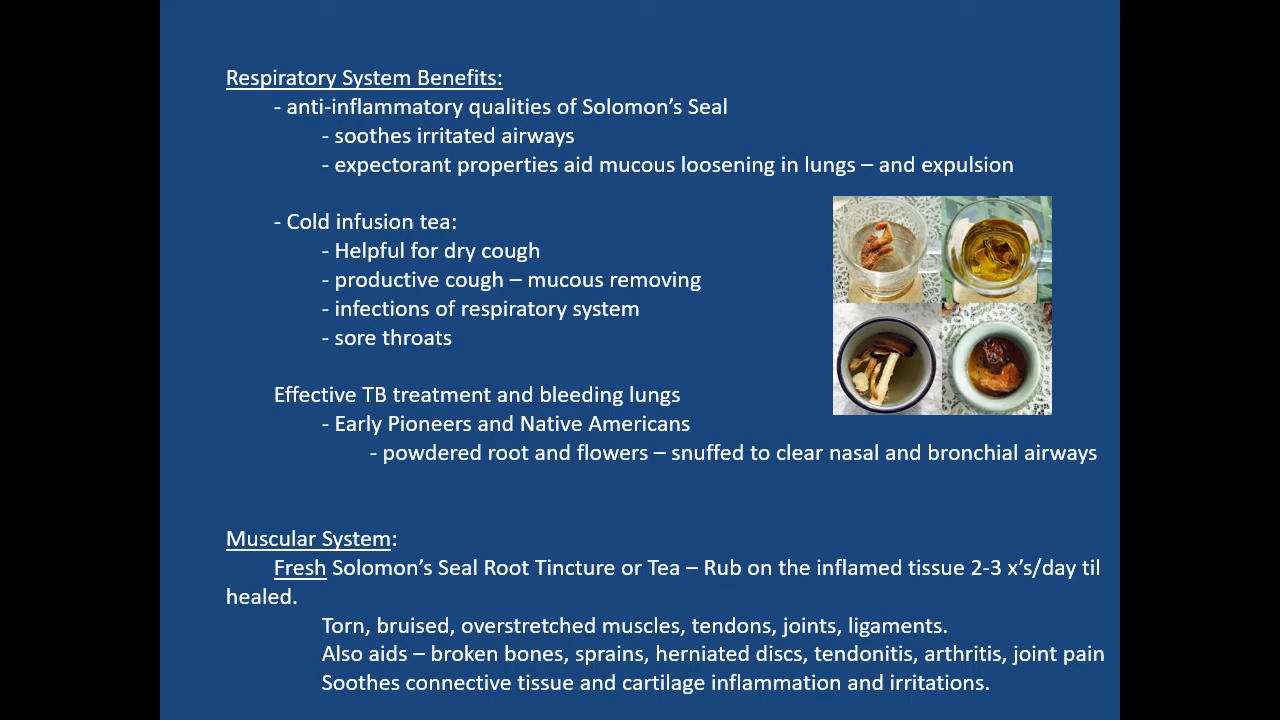 Respiratory System Benefits:
- anti-inflammatory qualities of Solomon's Seal
- soothes irritated airways
- expectorant properties aid mucous loosening in lungs – and expulsion
- Cold infusion tea:
- Helpful for dry cough
- productive cough – mucous removing
- infections of respiratory system
- sore throats
Effective TB treatment and bleeding lungs
- Early Pioneers and Native Americans
- powdered root and flowers – snuffed to clear nasal and bronchial airways
Muscular System:
Fresh Solomon's Seal Root Tincture or Tea – Rub on the inflamed tissue 2-3 x's/day til
healed.
Torn, bruised, overstretched muscles, tendons, joints, ligaments.
Also aids – broken bones, sprains, herniated discs, tendonitis, arthritis, joint pain
Soothes connective tissue and cartilage inflammation and irritations.